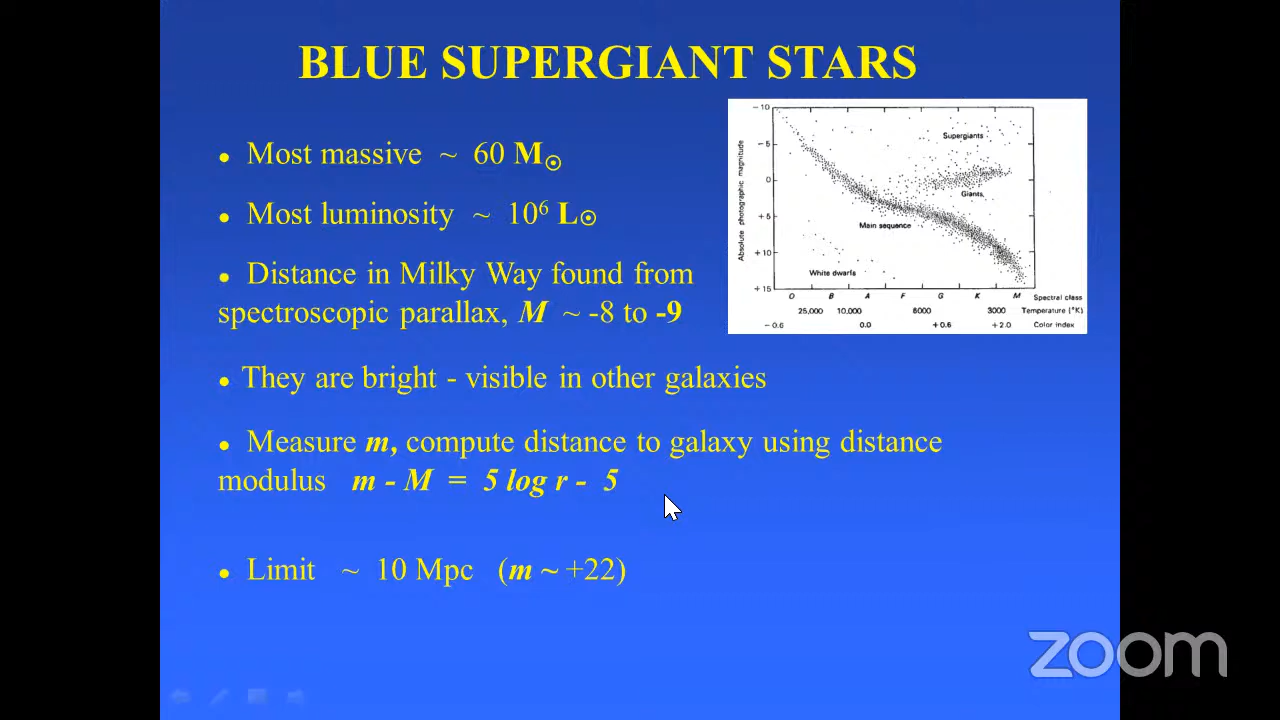 BLUE SUPERGIANT STARS
● Most massive ~ 60 M☉
● Most luminosity ~ 10⁶ L☉
● Distance in Milky Way found from
spectroscopic parallax, M ~ -8 to -9
● They are bright - visible in other galaxies
● Measure m, compute distance to galaxy using distance
modulus m - M = 5 log r - 5
● Limit ~ 10 Mpc (m ~ +22)
Absolute photographic magnitude
-10
-5
0
+5
+10
+15
Supergiants
Giants
Main sequence
White dwarfs
O B A F G K M Spectral class
25,000 10,000 6000 3000 Temperature (°K)
-0.6 0.0 +0.6 +2.0 Color index
zoom